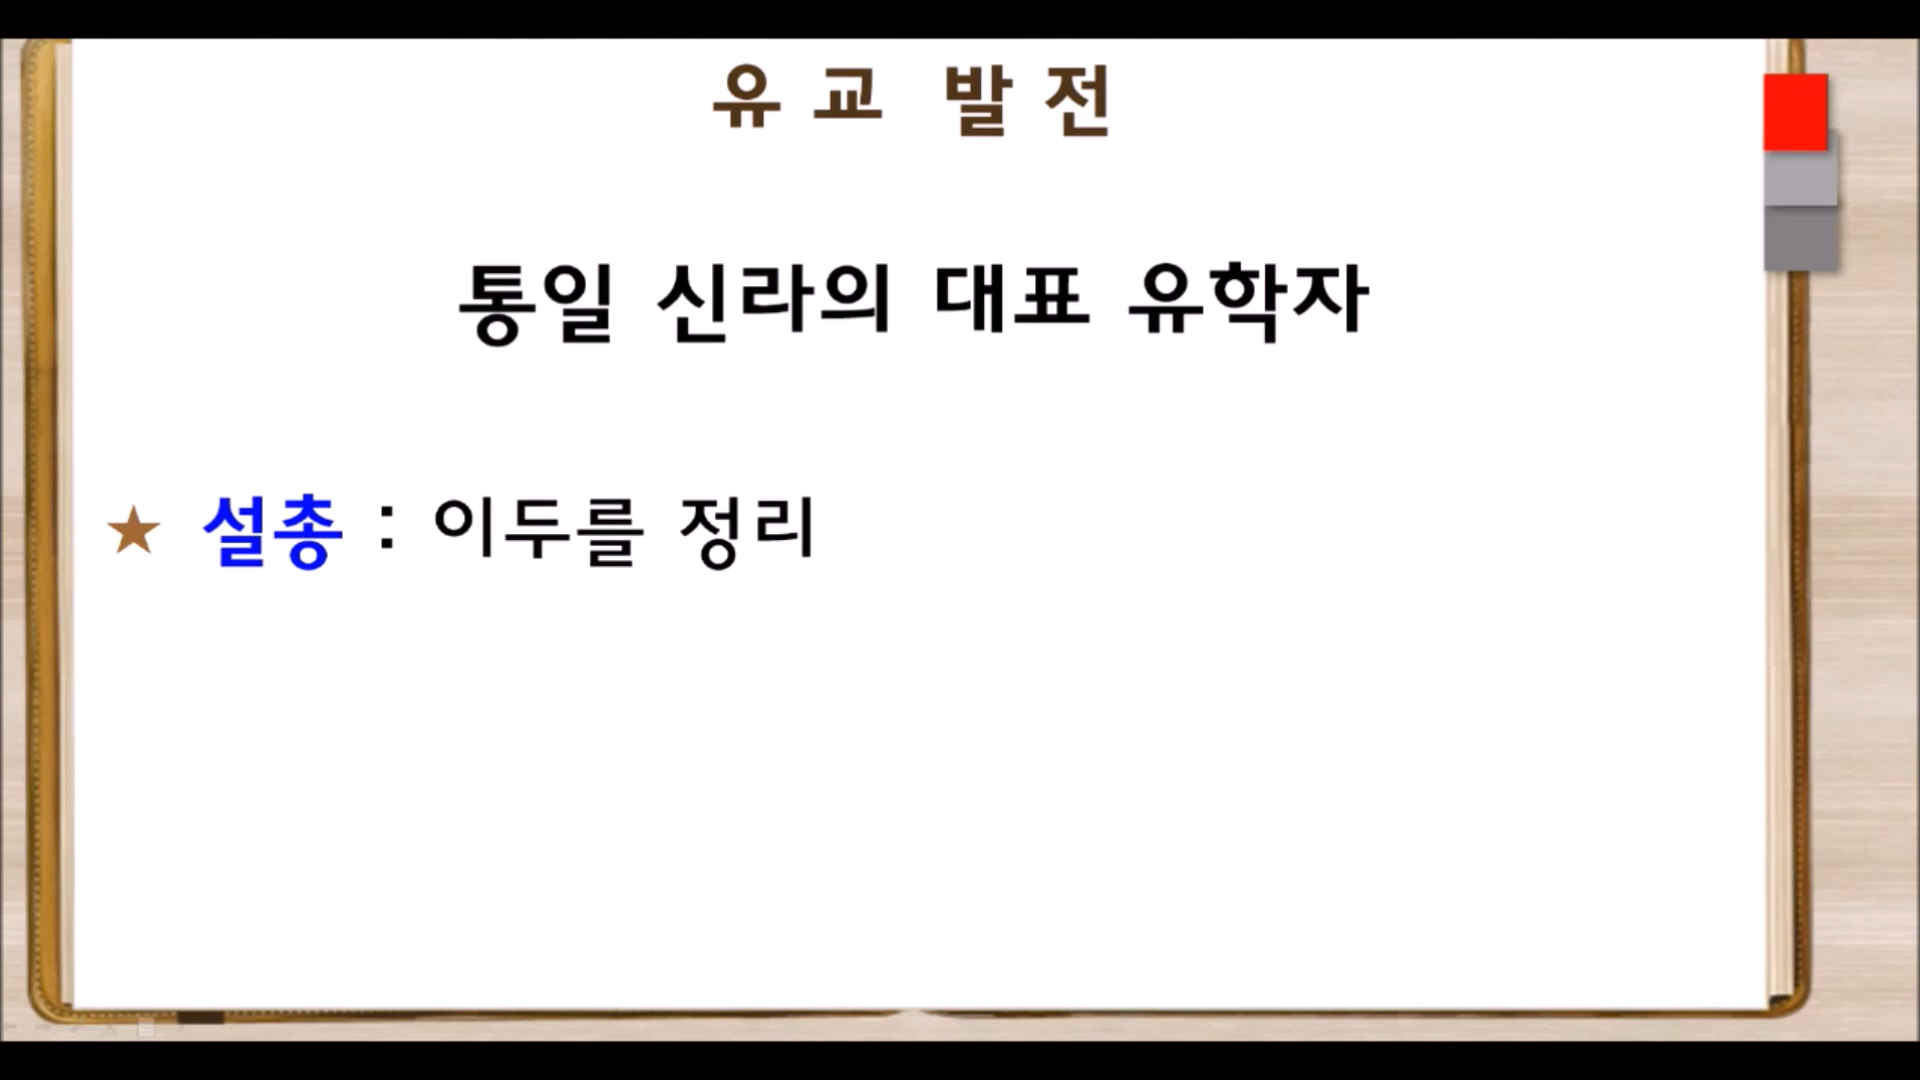 유 교 발 전
통일 신라의 대표 유학자
★ 설총 : 이두를 정리